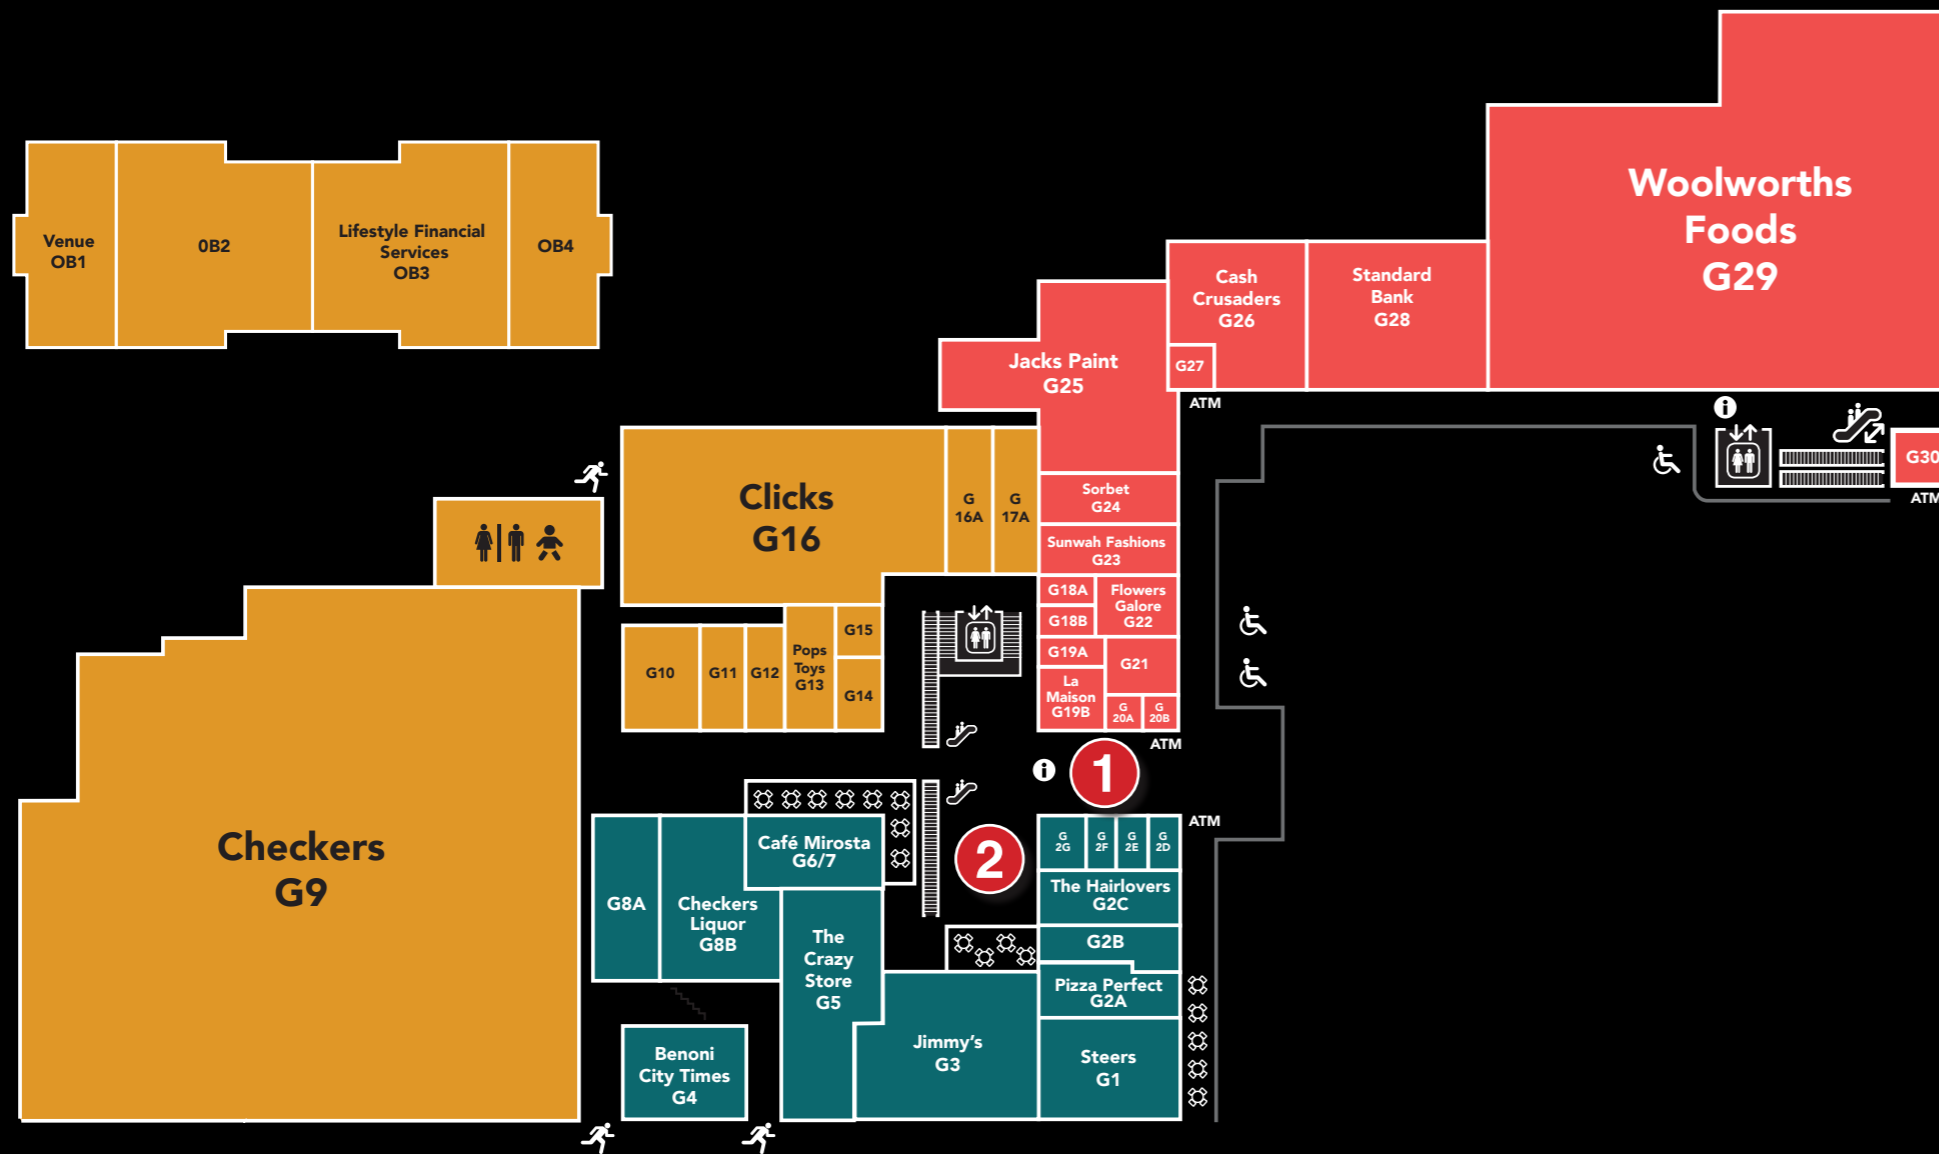 Venue
OB1
0B2
Lifestyle Financial
Services
OB3
OB4
Woolworths
Foods
G29
Cash
Crusaders
G26
Standard
Bank
G28
G27
ATM
Jacks Paint
G25
i
G30
ATM
Clicks
G16
G
16A
G
17A
Sorbet
G24
Sunwah Fashions
G23
G18A
G18B
Flowers
Galore
G22
G19A
La
Maison
G19B
G21
G
20A
G
20B
ATM
G10
G11
G12
Pops
Toys
G13
G15
G14
i
1
2
Checkers
G9
Café Mirosta
G6/7
G8A
Checkers
Liquor
G8B
The
Crazy
Store
G5
Benoni
City Times
G4
Jimmy’s
G3
G
2G
G
2F
G
2E
G
2D
ATM
The Hairlovers
G2C
G2B
Pizza Perfect
G2A
Steers
G1